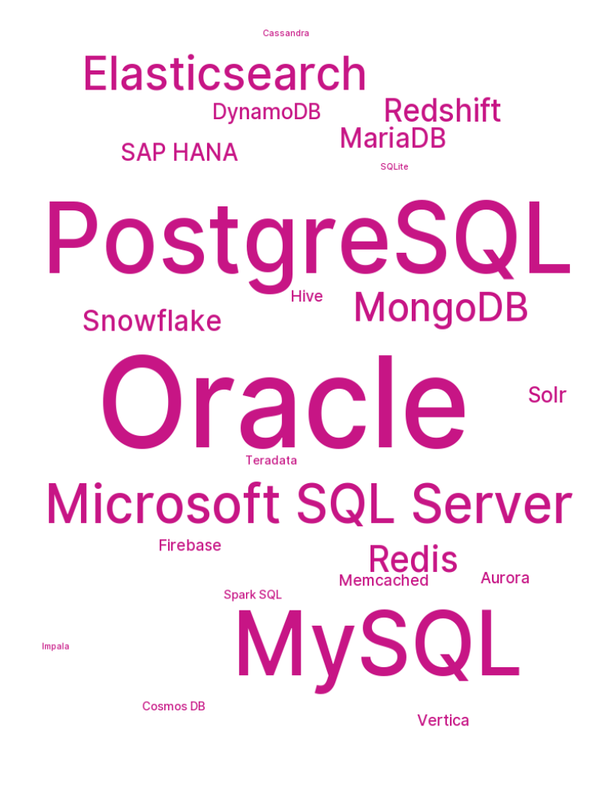 Cassandra
Elasticsearch
DynamoDB
Redshift
MariaDB
SAP HANA
SQLite
PostgreSQL
Hive
MongoDB
Snowflake
Oracle
Solr
Teradata
Microsoft SQL Server
Firebase
Redis
Memcached
Aurora
Spark SQL
MySQL
Impala
Cosmos DB
Vertica